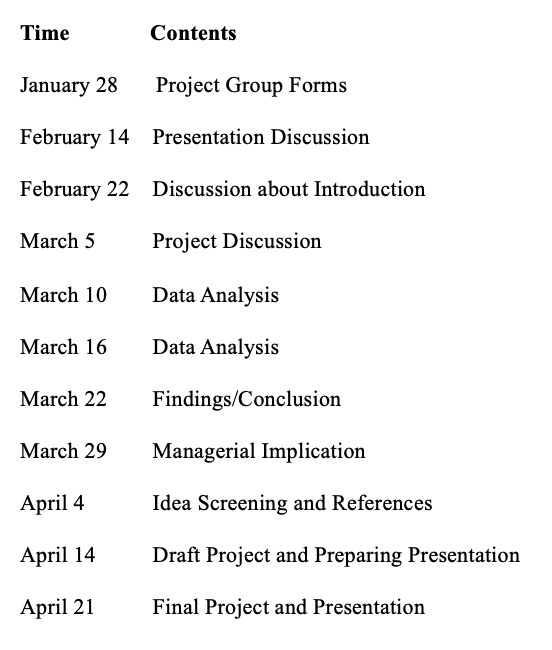 Time Contents
January 28 Project Group Forms
February 14 Presentation Discussion
February 22 Discussion about Introduction
March 5 Project Discussion
March 10 Data Analysis
March 16 Data Analysis
March 22 Findings/Conclusion
March 29 Managerial Implication
April 4 Idea Screening and References
April 14 Draft Project and Preparing Presentation
April 21 Final Project and Presentation